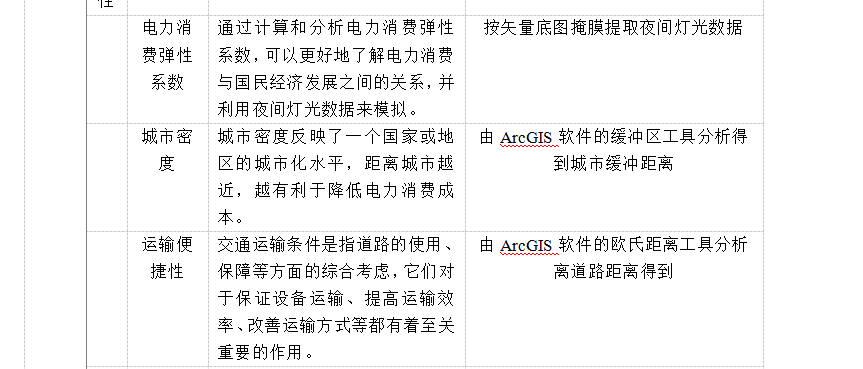 性
电力消
费弹性
系数
通过计算和分析电力消费弹性
系数，可以更好地了解电力消费
与国民经济发展之间的关系，并
利用夜间灯光数据来模拟。
按矢量底图掩膜提取夜间灯光数据
城市密
度
城市密度反映了一个国家或地
区的城市化水平，距离城市越
近，越有利于降低电力消费成
本。
由 ArcGIS 软件的缓冲区工具分析得
到城市缓冲距离
运输便
捷性
交通运输条件是指道路的使用、
保障等方面的综合考虑，它们对
于保证设备运输、提高运输效
率、改善运输方式等都有着至关
重要的作用。
由 ArcGIS 软件的欧氏距离工具分析
离道路距离得到